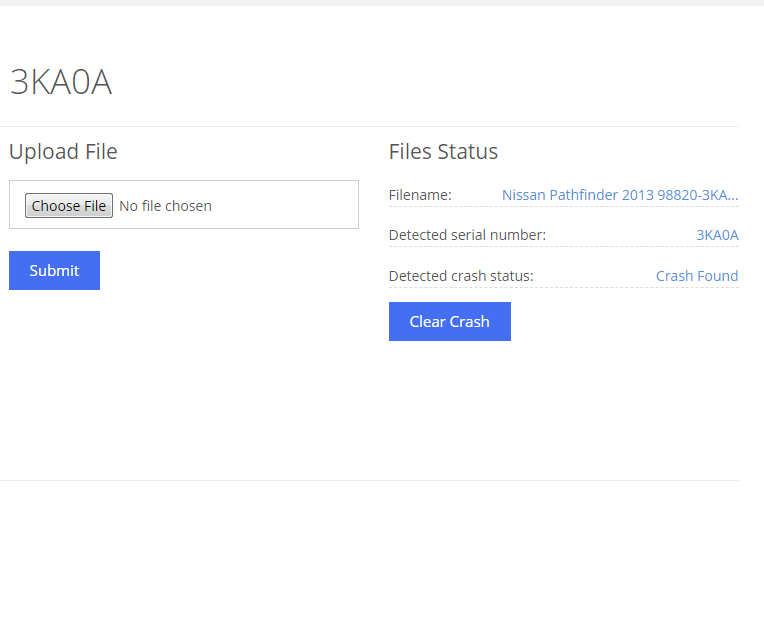 3KA0A
Upload File
Choose File No file chosen
Submit
Files Status
Filename: Nissan Pathfinder 2013 98820-3KA...
Detected serial number: 3KA0A
Detected crash status: Crash Found
Clear Crash